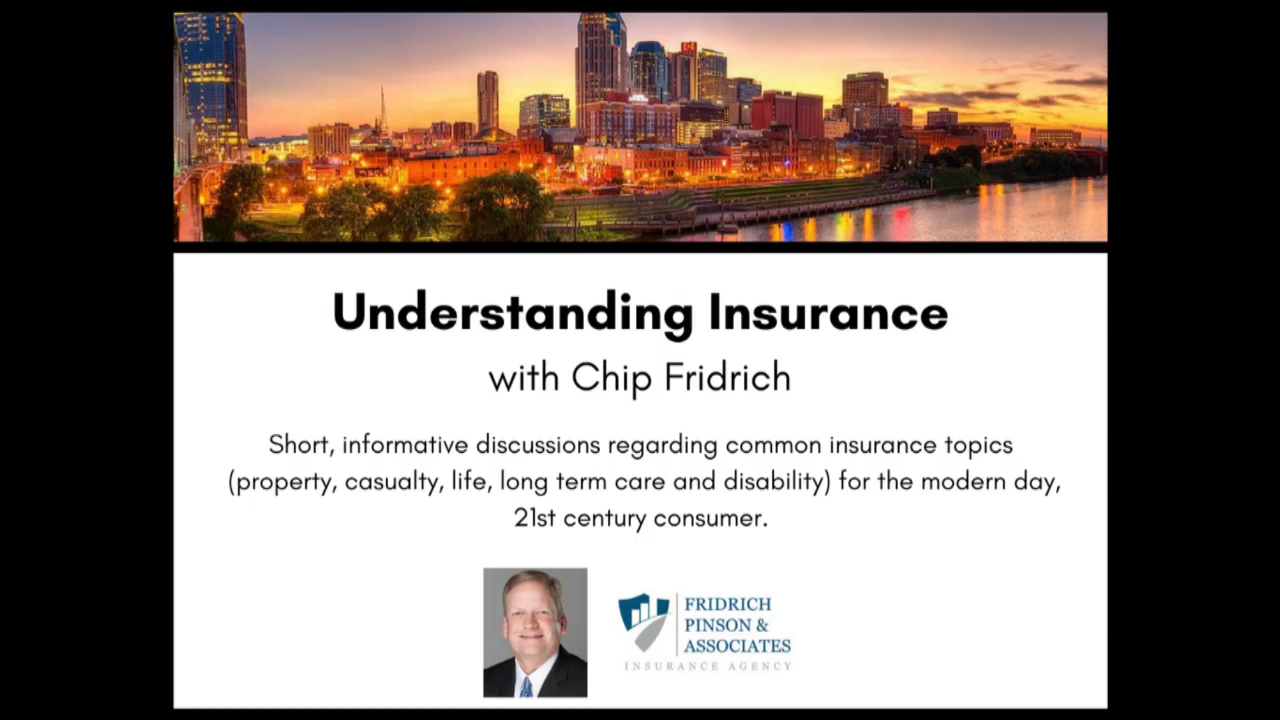 Understanding Insurance
with Chip Fridrich
Short, informative discussions regarding common insurance topics
(property, casualty, life, long term care and disability) for the modern day,
21st century consumer.
FRIDRICH
PINSON &
ASSOCIATES
INSURANCE AGENCY